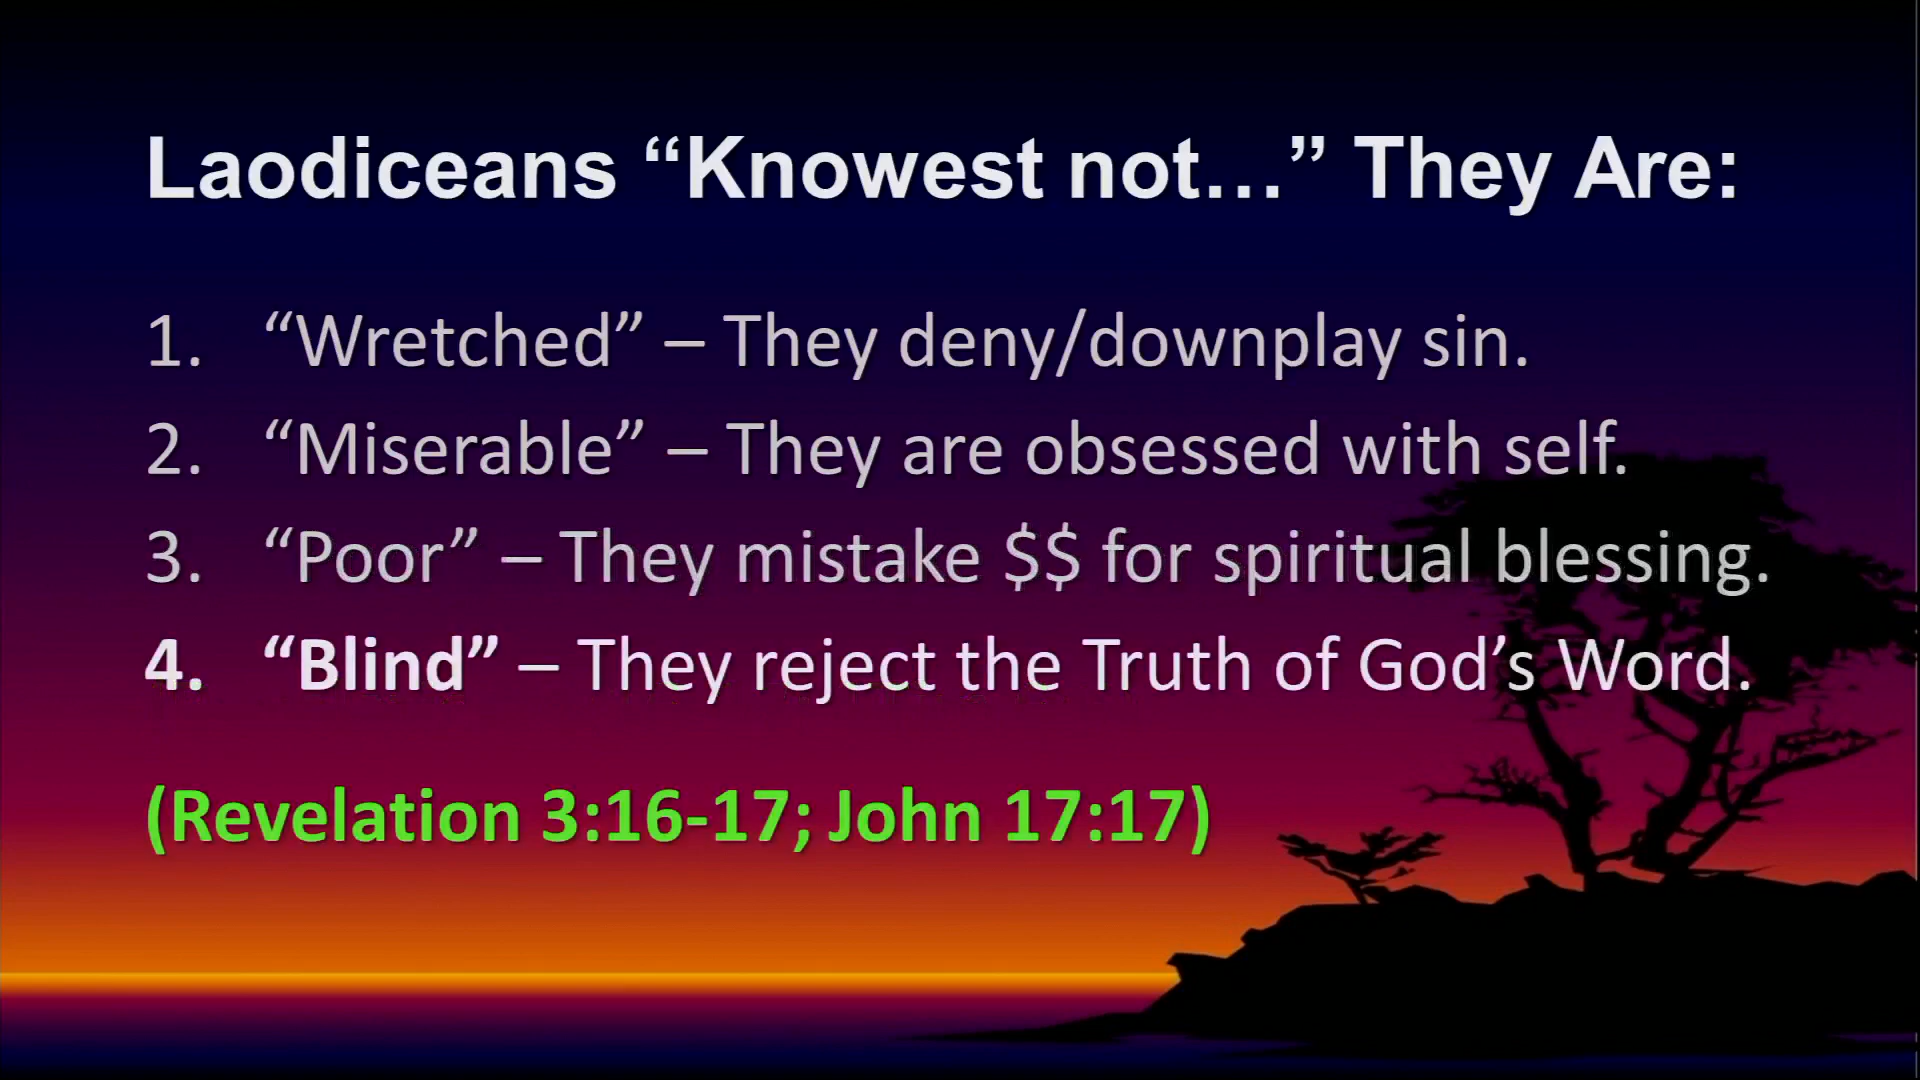 Laodiceans “Knowest not…” They Are:
1. “Wretched” – They deny/downplay sin.
2. “Miserable” – They are obsessed with self.
3. “Poor” – They mistake $$ for spiritual blessing.
4. “Blind” – They reject the Truth of God’s Word.
(Revelation 3:16-17; John 17:17)